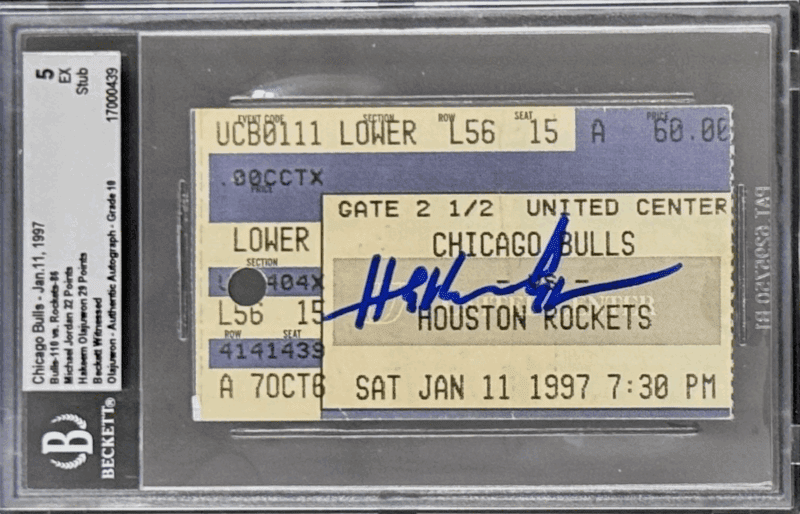 5
EX
Stub
17000439
Chicago Bulls - Jan.11, 1997
Bulls-110 vs. Rockets-86
Michael Jordan 32 Points
Hakeem Olajuwon 29 Points
Beckett Witnessed
Olajuwon - Authentic Autograph - Grade 10
B
BECKETT®
EVENT CODE SECTION ROW SEAT PRICE
UCB0111 LOWER L56 15 A 60.00
.00CCTX
PRICE
GATE 2 1/2 UNITED CENTER
LOWER
CHICAGO BULLS
SECTION
404X
L56 15
HOUSTON ROCKETS
ROW SEAT
4141439
A 7OCT6
SAT JAN 11 1997 7:30 PM